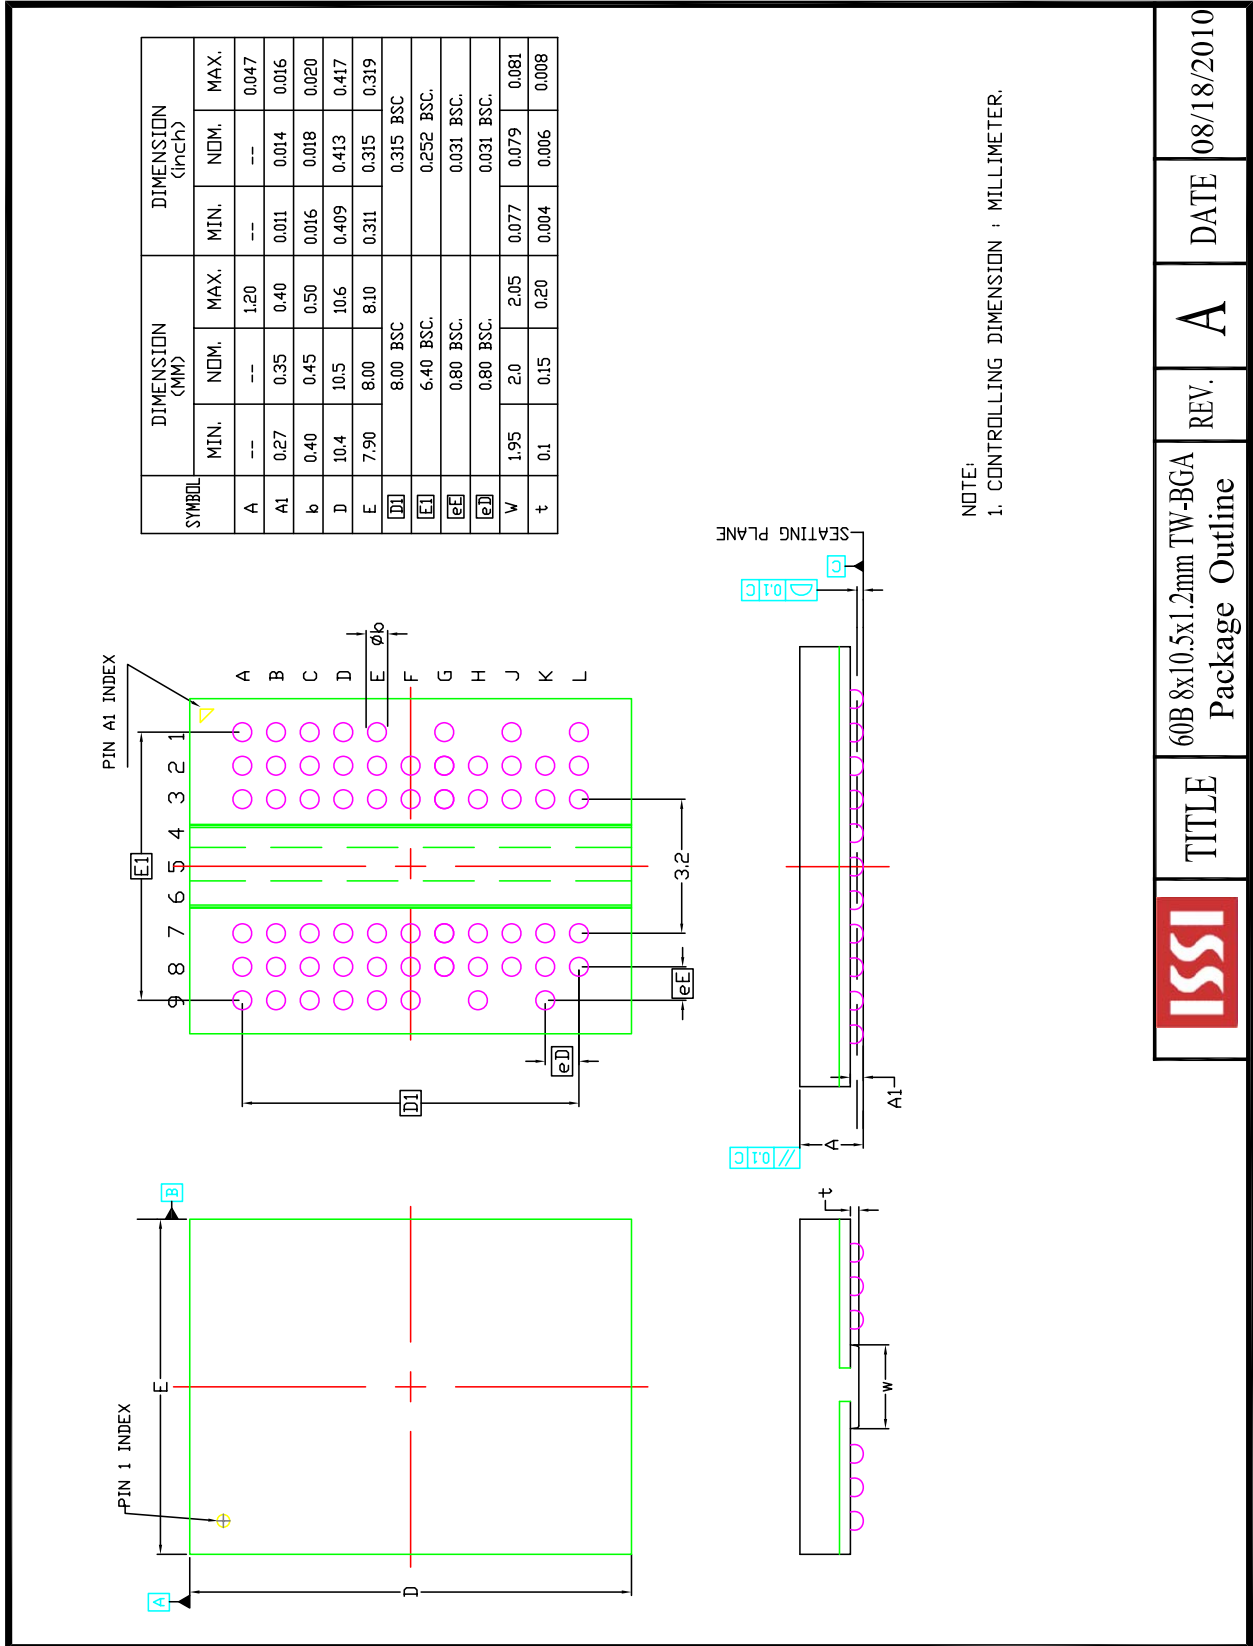 SYMBOL DIMENSION (MM) DIMENSION (inch)
MIN. NOM. MAX. MIN. NOM. MAX.
A -- -- 1.20 -- -- 0.047
A1 0.27 0.35 0.40 0.011 0.014 0.016
b 0.40 0.45 0.50 0.016 0.018 0.020
D 10.4 10.5 10.6 0.409 0.413 0.417
E 7.90 8.00 8.10 0.311 0.315 0.319
D1 8.00 BSC 0.315 BSC
E1 6.40 BSC. 0.252 BSC.
eE 0.80 BSC. 0.031 BSC.
eD 0.80 BSC. 0.031 BSC.
W 1.95 2.0 2.05 0.077 0.079 0.081
t 0.1 0.15 0.20 0.004 0.006 0.008
PIN 1 INDEX
E
B
A
D
PIN A1 INDEX
E1
9 8 7 6 5 4 3 2 1
A
B
C
D
E
F
G
H
J
K
L
øb
D1
eD
eE
3.2
t
w
// 0.1 C
A
A1
0.1 C
C
SEATING PLANE
NOTE:
1. CONTROLLING DIMENSION : MILLIMETER.
ISSI
TITLE
60B 8x10.5x1.2mm TW-BGA
Package Outline
REV.
A
DATE
08/18/2010